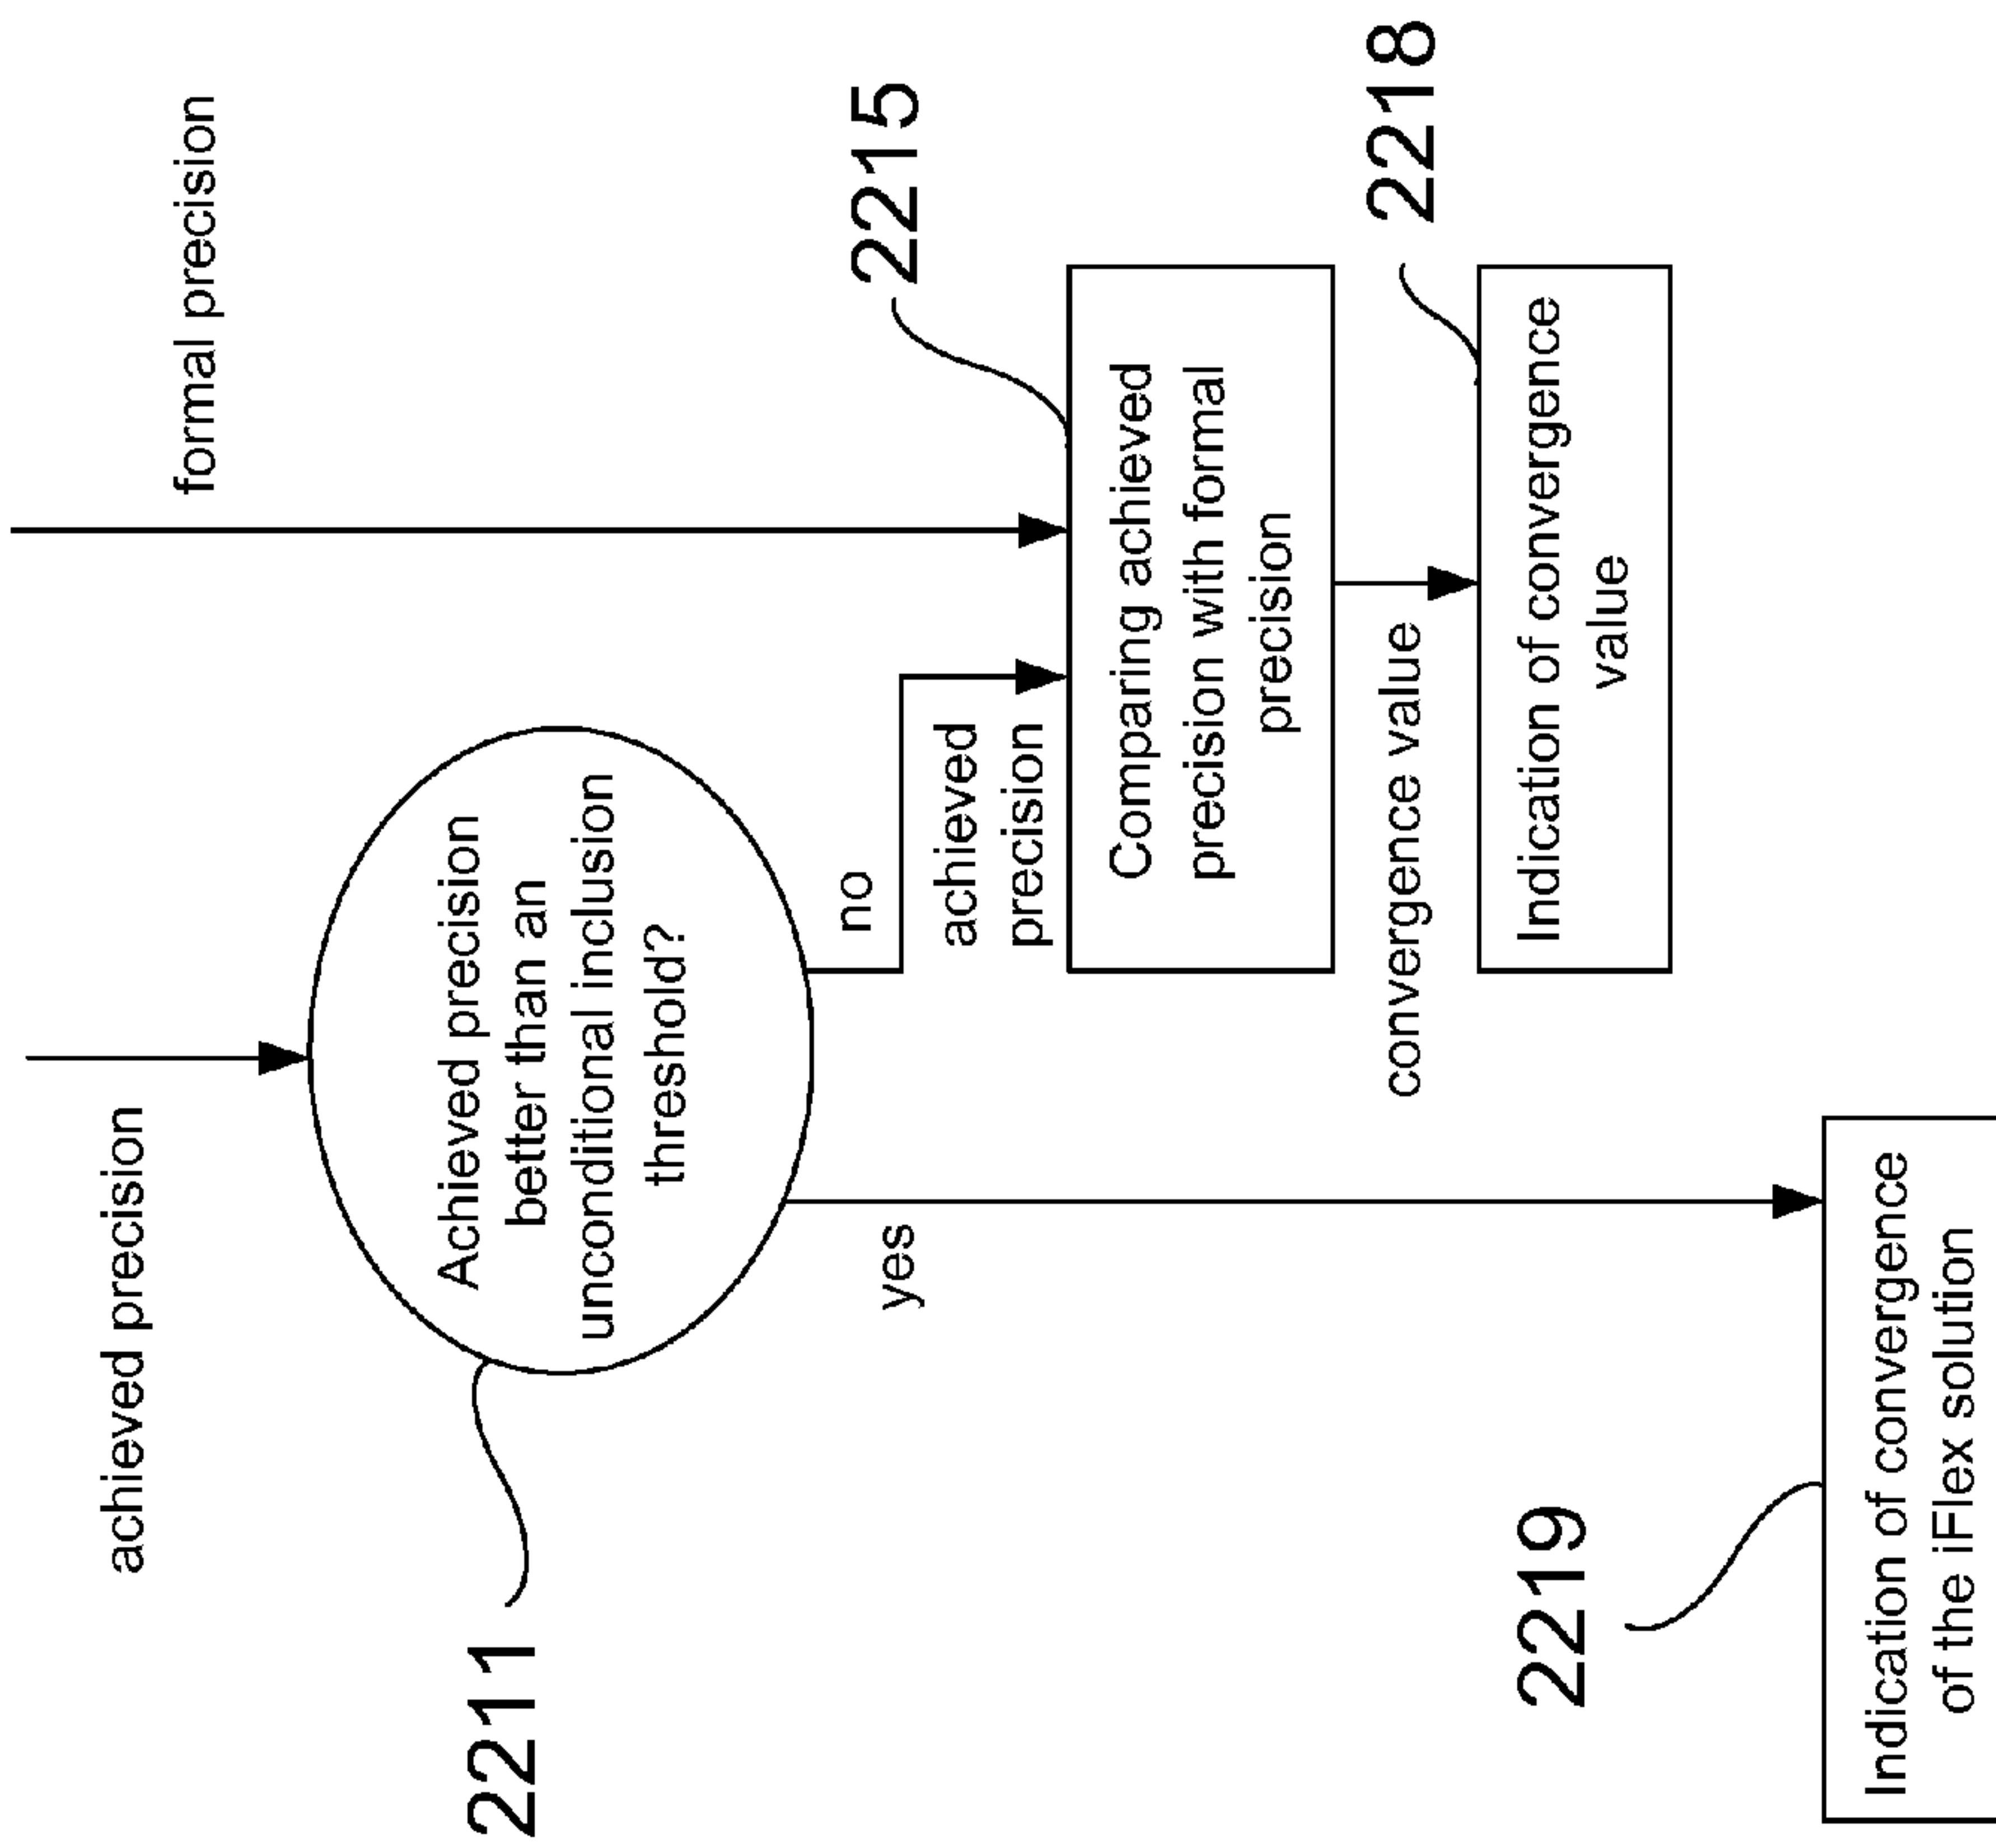 achieved precision
formal precision
2211
Achieved precision
better than an
unconditional inclusion
threshold?
yes
no
achieved
precision
2215
Comparing achieved
precision with formal
precision
convergence value
2218
Indication of convergence
value
2219
Indication of convergence
of the iFlex solution